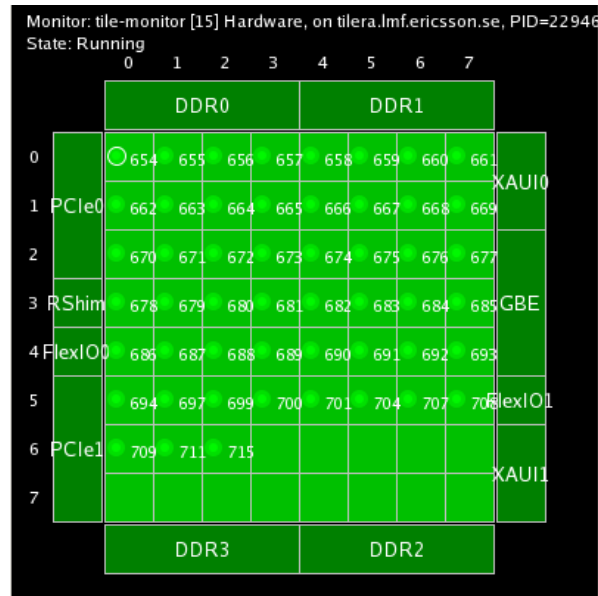 Monitor: tile-monitor [15] Hardware, on tilera.lmf.ericsson.se, PID=22946
State: Running
0 1 2 3 4 5 6 7
DDR0 DDR1
0 654 655 656 657 658 659 660 661
PCIe0 XAUI0
1 662 663 664 665 666 667 668 669
2 670 671 672 673 674 675 676 677
3 RShim 678 679 680 681 682 683 684 685 GBE
4 FlexIO0 686 687 688 689 690 691 692 693
5 694 697 699 700 701 704 707 708 FlexIO1
6 PCIe1 709 711 715
XAUI1
7
DDR3 DDR2